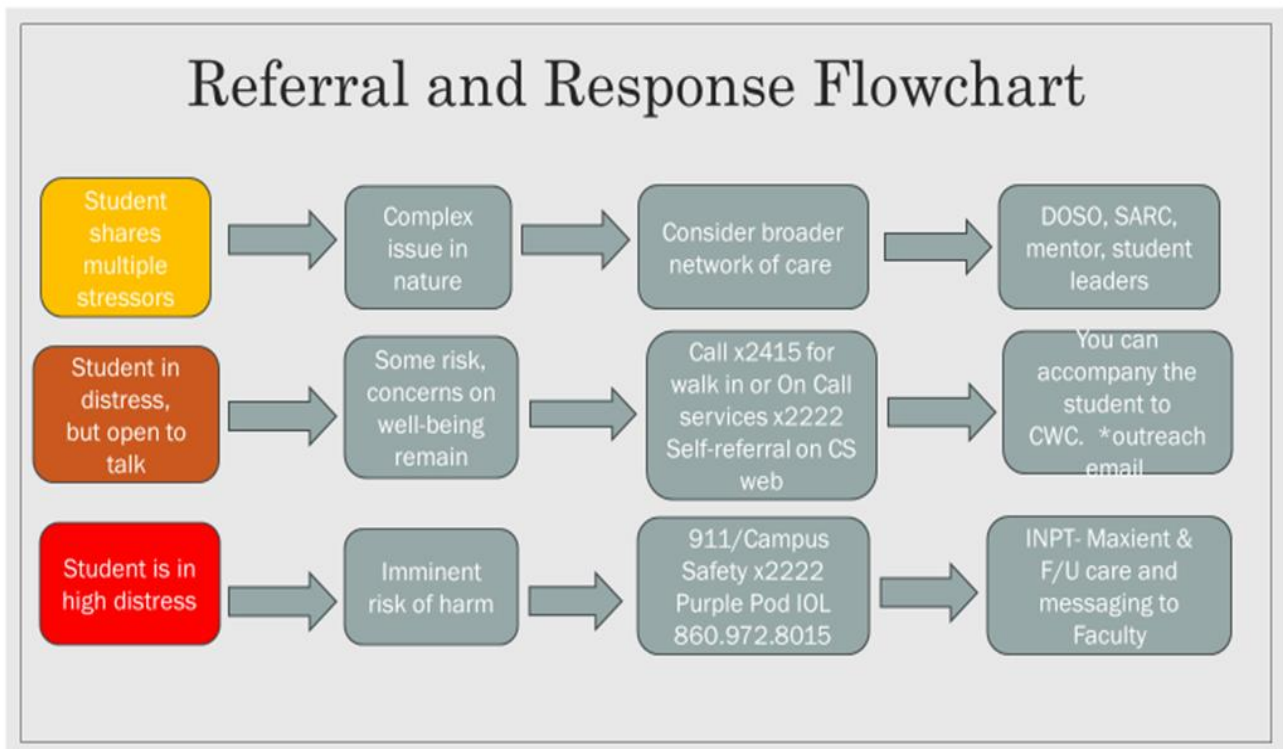 Referral and Response Flowchart
Student
shares
multiple
stressors
Complex
issue in
nature
Consider broader
network of care
DOSO, SARC,
mentor, student
leaders
Student in
distress,
but open to
talk
Some risk,
concerns on
well-being
remain
Call x2415 for
walk in or On Call
services x2222
Self-referral on CS
web
You can
accompany the
student to
CWC. *outreach
email
Student is in
high distress
Imminent
risk of harm
911/Campus
Safety x2222
Purple Pod IOL
860.972.8015
INPT- Maxient &
F/U care and
messaging to
Faculty